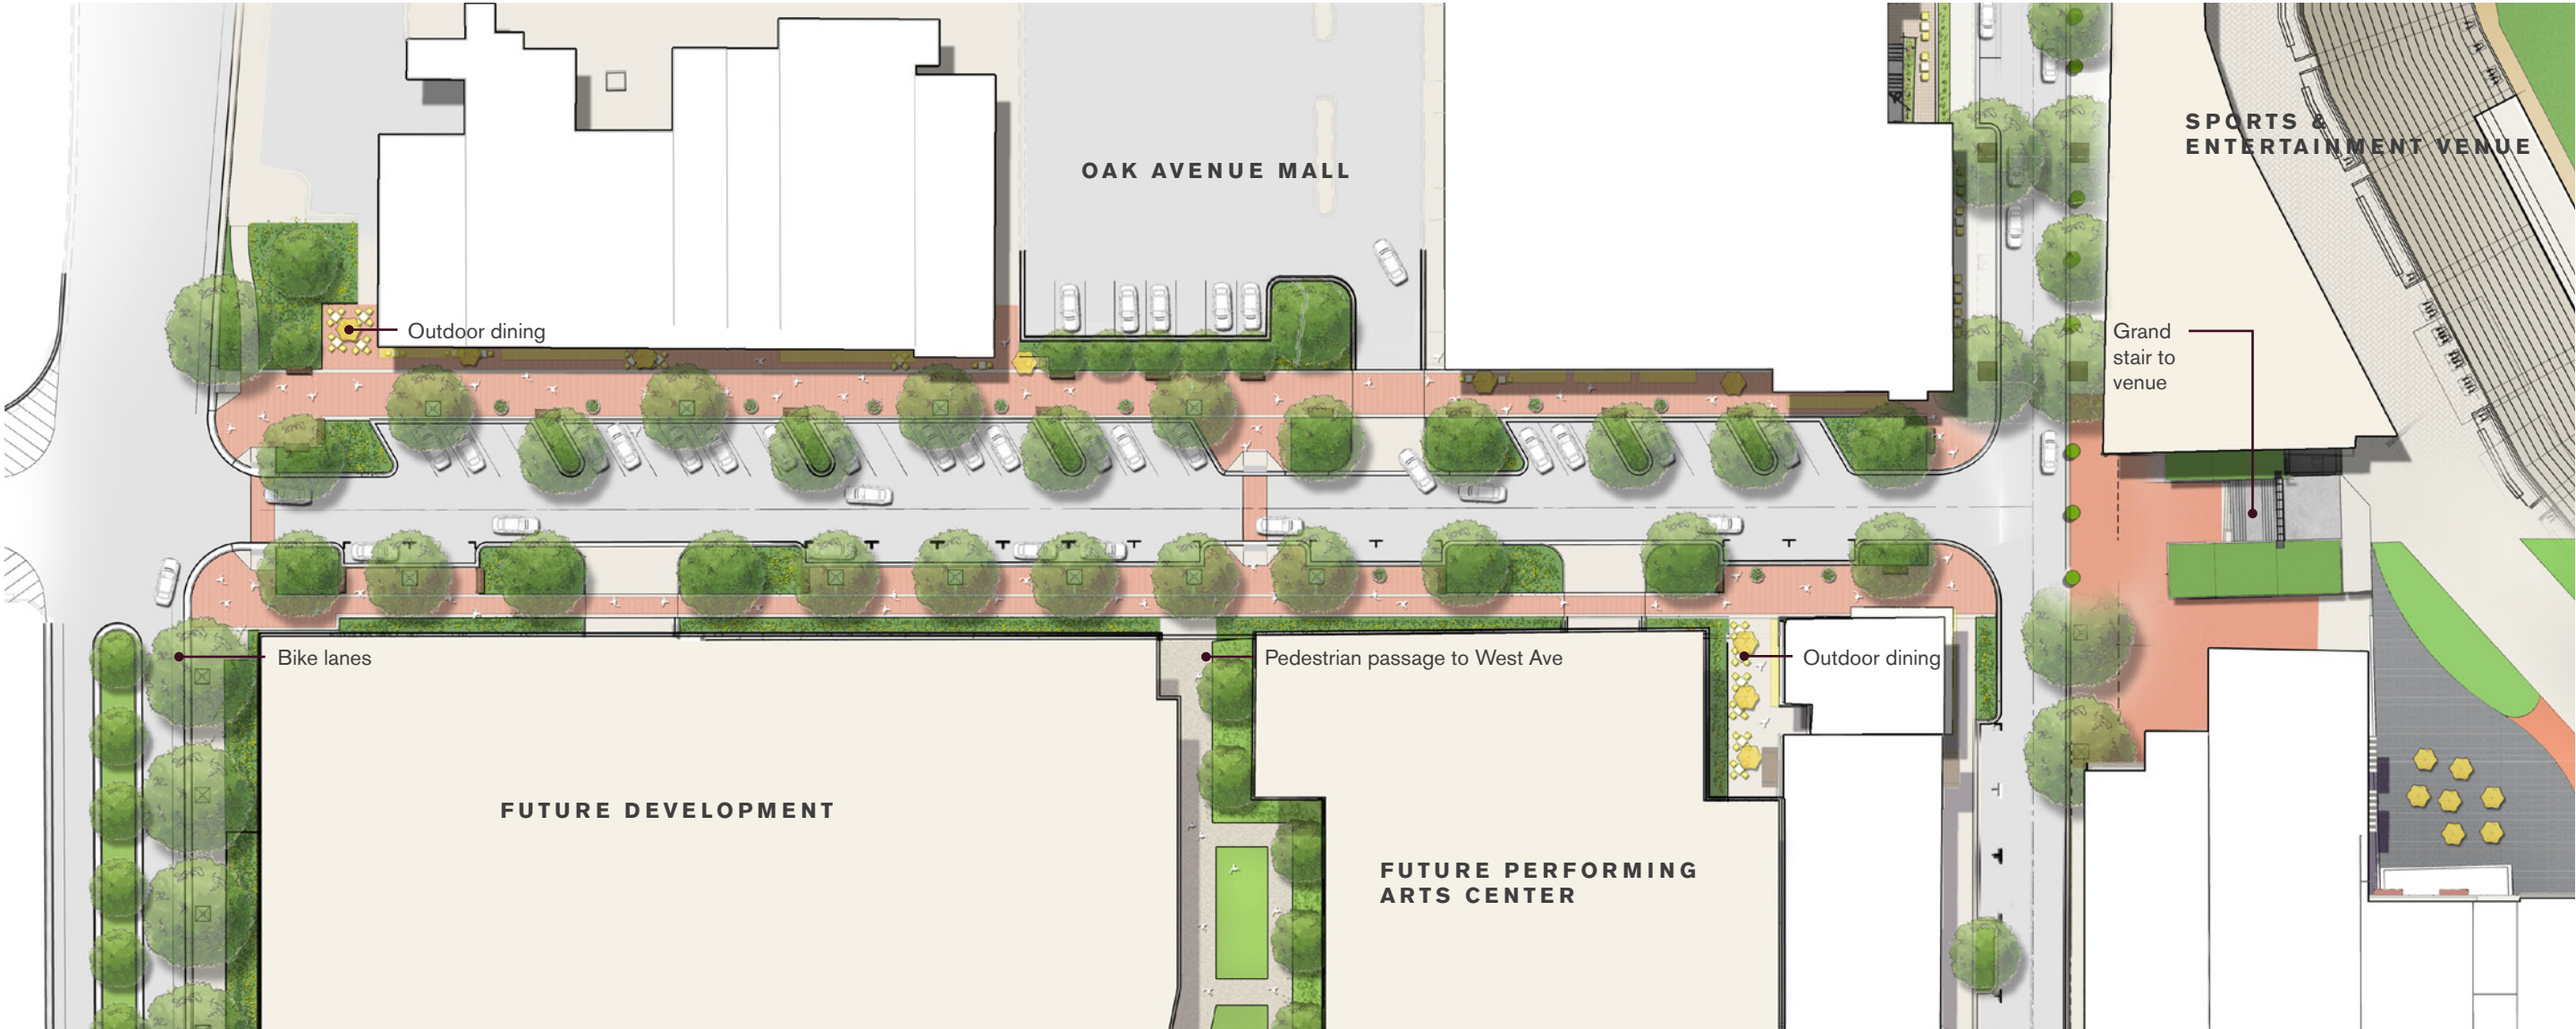 OAK AVENUE MALL
SPORTS &
ENTERTAINMENT VENUE
Outdoor dining
Grand
stair to
venue
Bike lanes
Pedestrian passage to West Ave
Outdoor dining
FUTURE DEVELOPMENT
FUTURE PERFORMING
ARTS CENTER